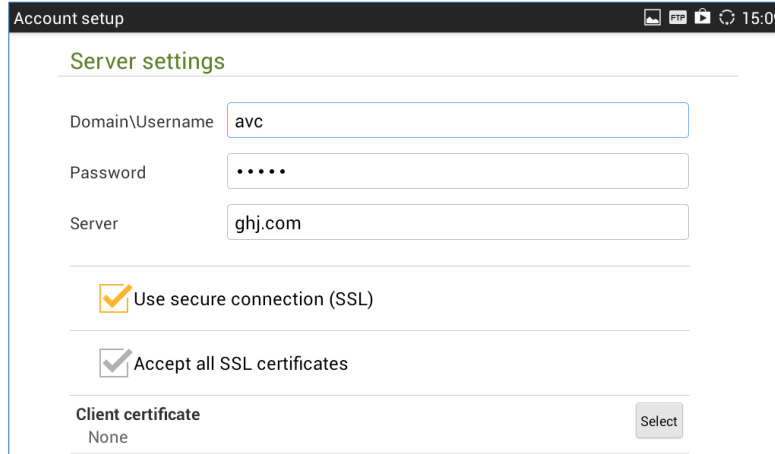 Account setup
FTP
15:09
Server settings
Domain\Username
avc
Password
•••••
Server
ghj.com
Use secure connection (SSL)
Accept all SSL certificates
Client certificate
Select
None